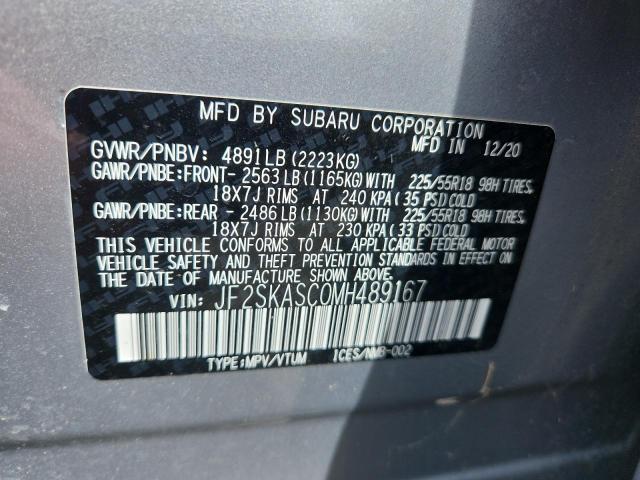 MFD BY SUBARU CORPORATION
GVWR/PNBV: 4891LB(2223KG) MFD IN 12/20
GAWR/PNBE:FRONT- 2563LB(1165KG)WITH 225/55R18 98H TIRES,
18X7J RIMS AT 240 KPA(35 PSI)COLD
GAWR/PNBE:REAR - 2486LB(1130KG)WITH 225/55R18 98H TIRES,
18X7J RIMS AT 230 KPA(33 PSI)COLD
THIS VEHICLE CONFORMS TO ALL APPLICABLE FEDERAL MOTOR
VEHICLE SAFETY AND THEFT PREVENTION STANDARDS IN EFFECT ON
THE DATE OF MANUFACTURE SHOWN ABOVE.
VIN: JF2SKASC0MH489167
TYPE:MPV/VTUM ICES/NMB-002